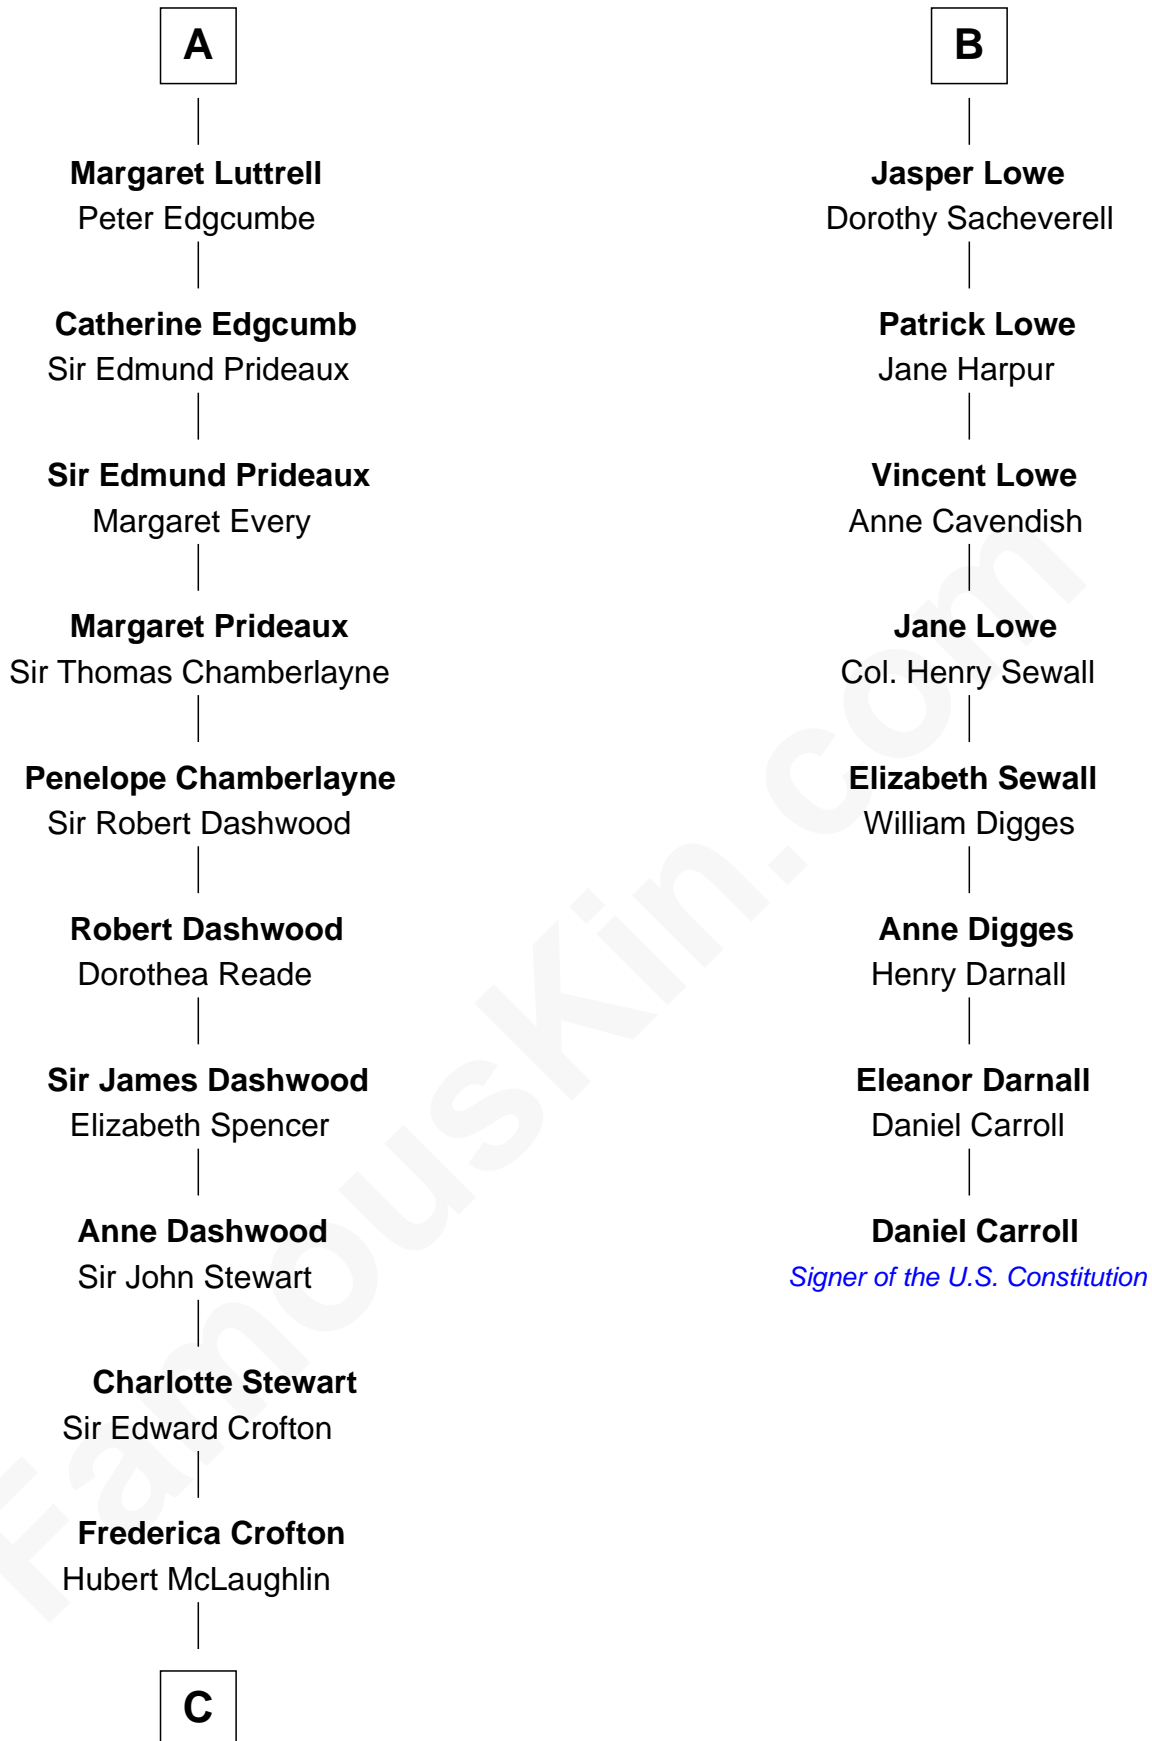 A
Margaret Luttrell
Peter Edgcumbe
Catherine Edgcumb
Sir Edmund Prideaux
Sir Edmund Prideaux
Margaret Every
Margaret Prideaux
Sir Thomas Chamberlayne
Penelope Chamberlayne
Sir Robert Dashwood
Robert Dashwood
Dorothea Reade
Sir James Dashwood
Elizabeth Spencer
Anne Dashwood
Sir John Stewart
Charlotte Stewart
Sir Edward Crofton
Frederica Crofton
Hubert McLaughlin
C
B
Jasper Lowe
Dorothy Sacheverell
Patrick Lowe
Jane Harpur
Vincent Lowe
Anne Cavendish
Jane Lowe
Col. Henry Sewall
Elizabeth Sewall
William Digges
Anne Digges
Henry Darnall
Eleanor Darnall
Daniel Carroll
Daniel Carroll
Signer of the U.S. Constitution
FamousKin.com